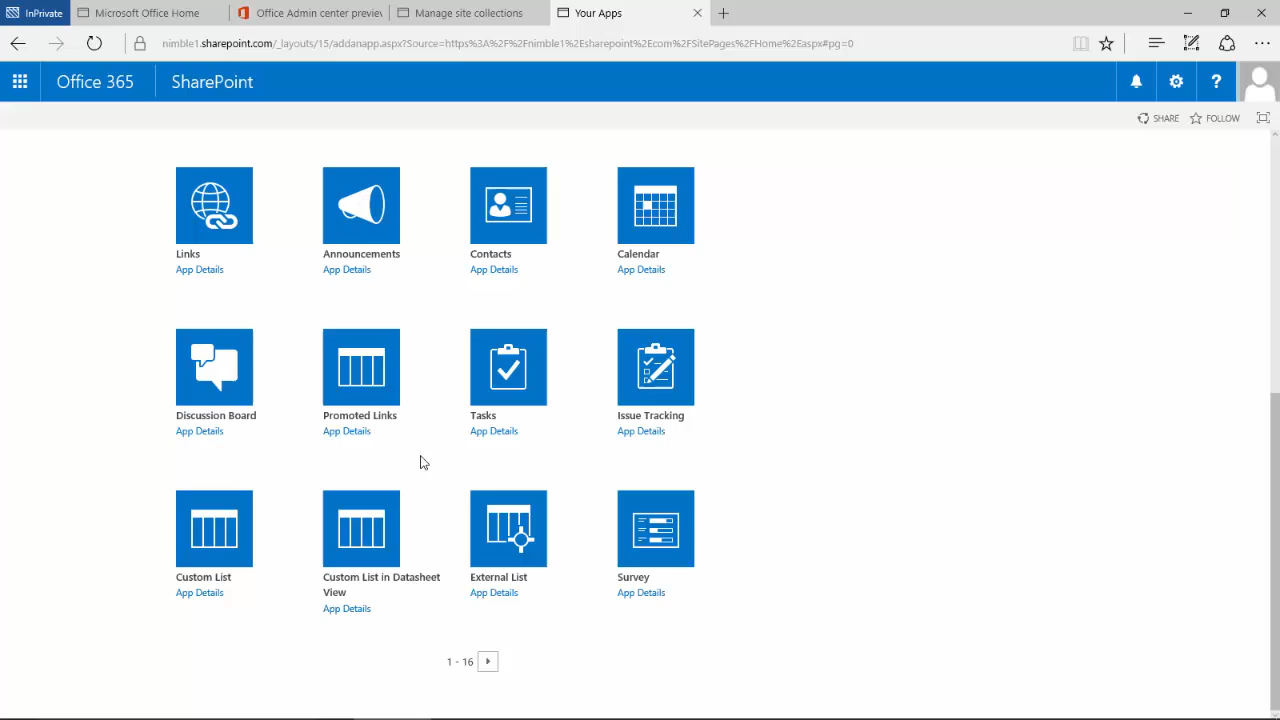 InPrivate
Microsoft Office Home
Office Admin center previe
Manage site collections
Your Apps
nimble1.sharepoint.com/_layouts/15/addanapp.aspx?Source=https%3A%2F%2Fnimble1%2Esharepoint%2Ecom%2FSitePages%2FHome%2Easpx#pg=0
Office 365
SharePoint
?
SHARE
FOLLOW
Links
Announcements
Contacts
Calendar
App Details
App Details
App Details
App Details
Discussion Board
Promoted Links
Tasks
Issue Tracking
App Details
App Details
App Details
App Details
Custom List
Custom List in Datasheet
View
External List
Survey
App Details
App Details
App Details
App Details
1 - 16